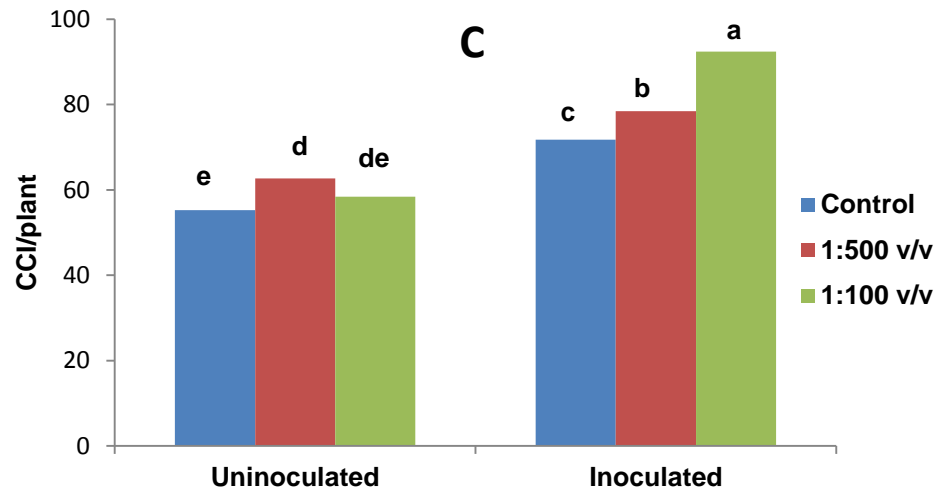 C
CCI/plant
100
80
60
40
20
0
e
d
de
c
b
a
Uninoculated
Inoculated
Control
1:500 v/v
1:100 v/v